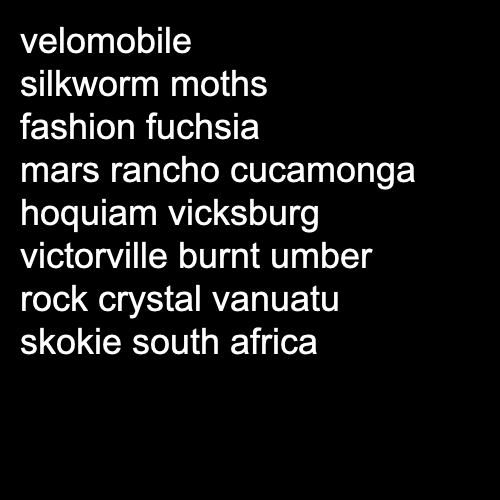 velomobile
silkworm moths
fashion fuchsia
mars rancho cucamonga
hoquiam vicksburg
victorville burnt umber
rock crystal vanuatu
skokie south africa